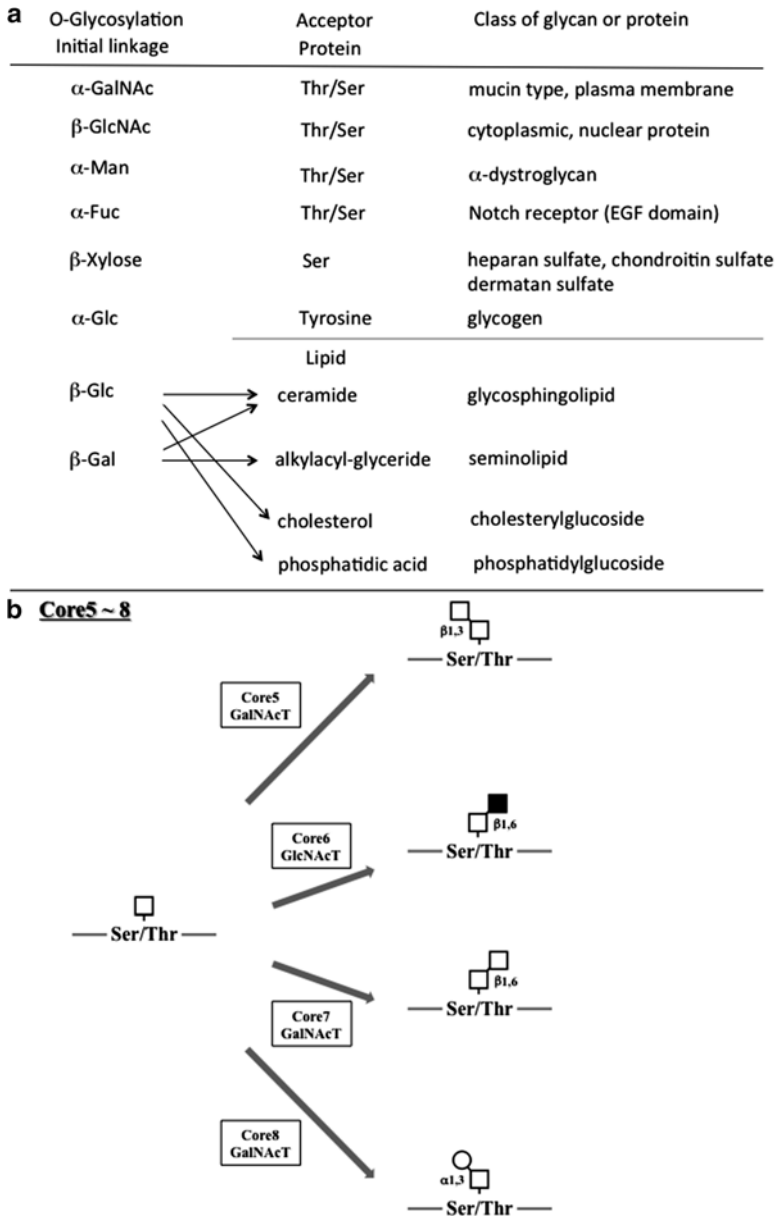 a
O-Glycosylation Acceptor Class of glycan or protein
Initial linkage Protein
α-GalNAc Thr/Ser mucin type, plasma membrane
β-GlcNAc Thr/Ser cytoplasmic, nuclear protein
α-Man Thr/Ser α-dystroglycan
α-Fuc Thr/Ser Notch receptor (EGF domain)
β-Xylose Ser heparan sulfate, chondroitin sulfate
dermatan sulfate
α-Glc Tyrosine glycogen
Lipid
β-Glc ceramide glycosphingolipid
β-Gal alkylacyl-glyceride seminolipid
cholesterol cholesterylglucoside
phosphatidic acid phosphatidylglucoside
b Core5 ~ 8
β1,3
Ser/Thr
Core5
GalNAcT
Core6
GlcNAcT
β1,6
Ser/Thr
Ser/Thr
Core7
GalNAcT
β1,6
Ser/Thr
Core8
GalNAcT
α1,3
Ser/Thr